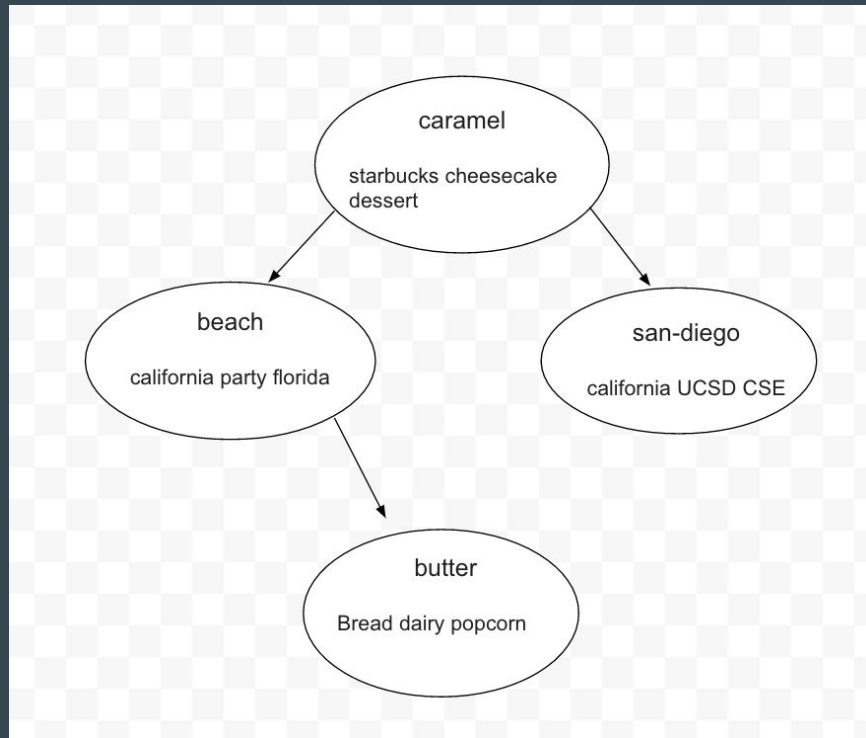 caramel
starbucks cheesecake
dessert
beach
california party florida
san-diego
california UCSD CSE
butter
Bread dairy popcorn